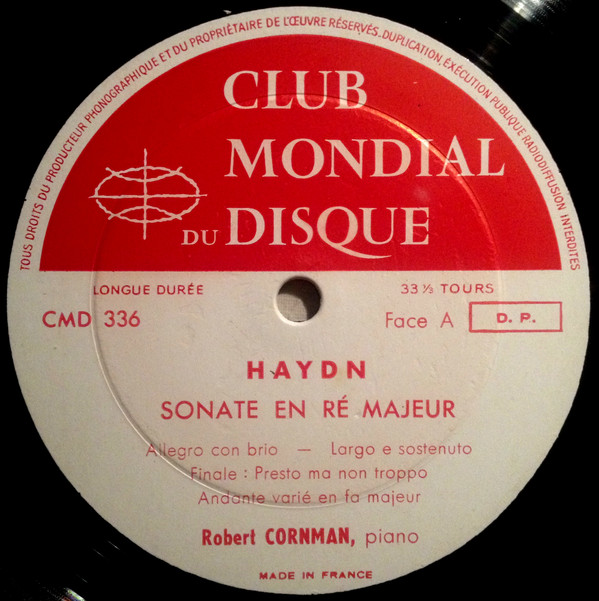 TOUS DROITS DU PRODUCTEUR PHONOGRAPHIQUE ET DU PROPRIÉTAIRE DE L'ŒUVRE RÉSERVÉS. DUPLICATION, EXÉCUTION PUBLIQUE RADIODIFFUSION INTERDITES
CLUB
MONDIAL
DU DISQUE
LONGUE DURÉE 33 ⅓ TOURS
CMD 336 Face A D. P.
HAYDN
SONATE EN RÉ MAJEUR
Allegro con brio — Largo e sostenuto
Finale : Presto ma non troppo
Andante varié en fa majeur
Robert CORNMAN, piano
MADE IN FRANCE